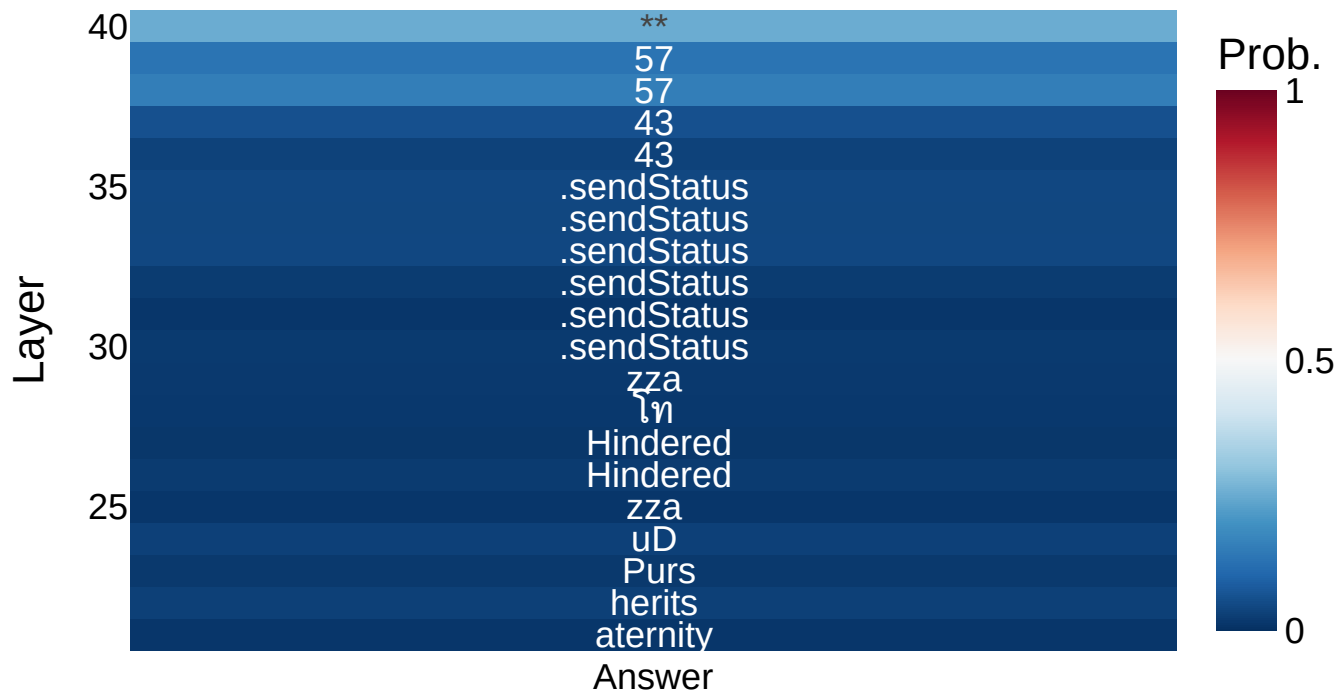 40
**
57
57
43
43
35
.sendStatus
.sendStatus
.sendStatus
.sendStatus
.sendStatus
30
.sendStatus
zza
โท
Hindered
Hindered
25
zza
uD
Purs
herits
aternity
Answer
Layer
Prob.
1
0.5
0